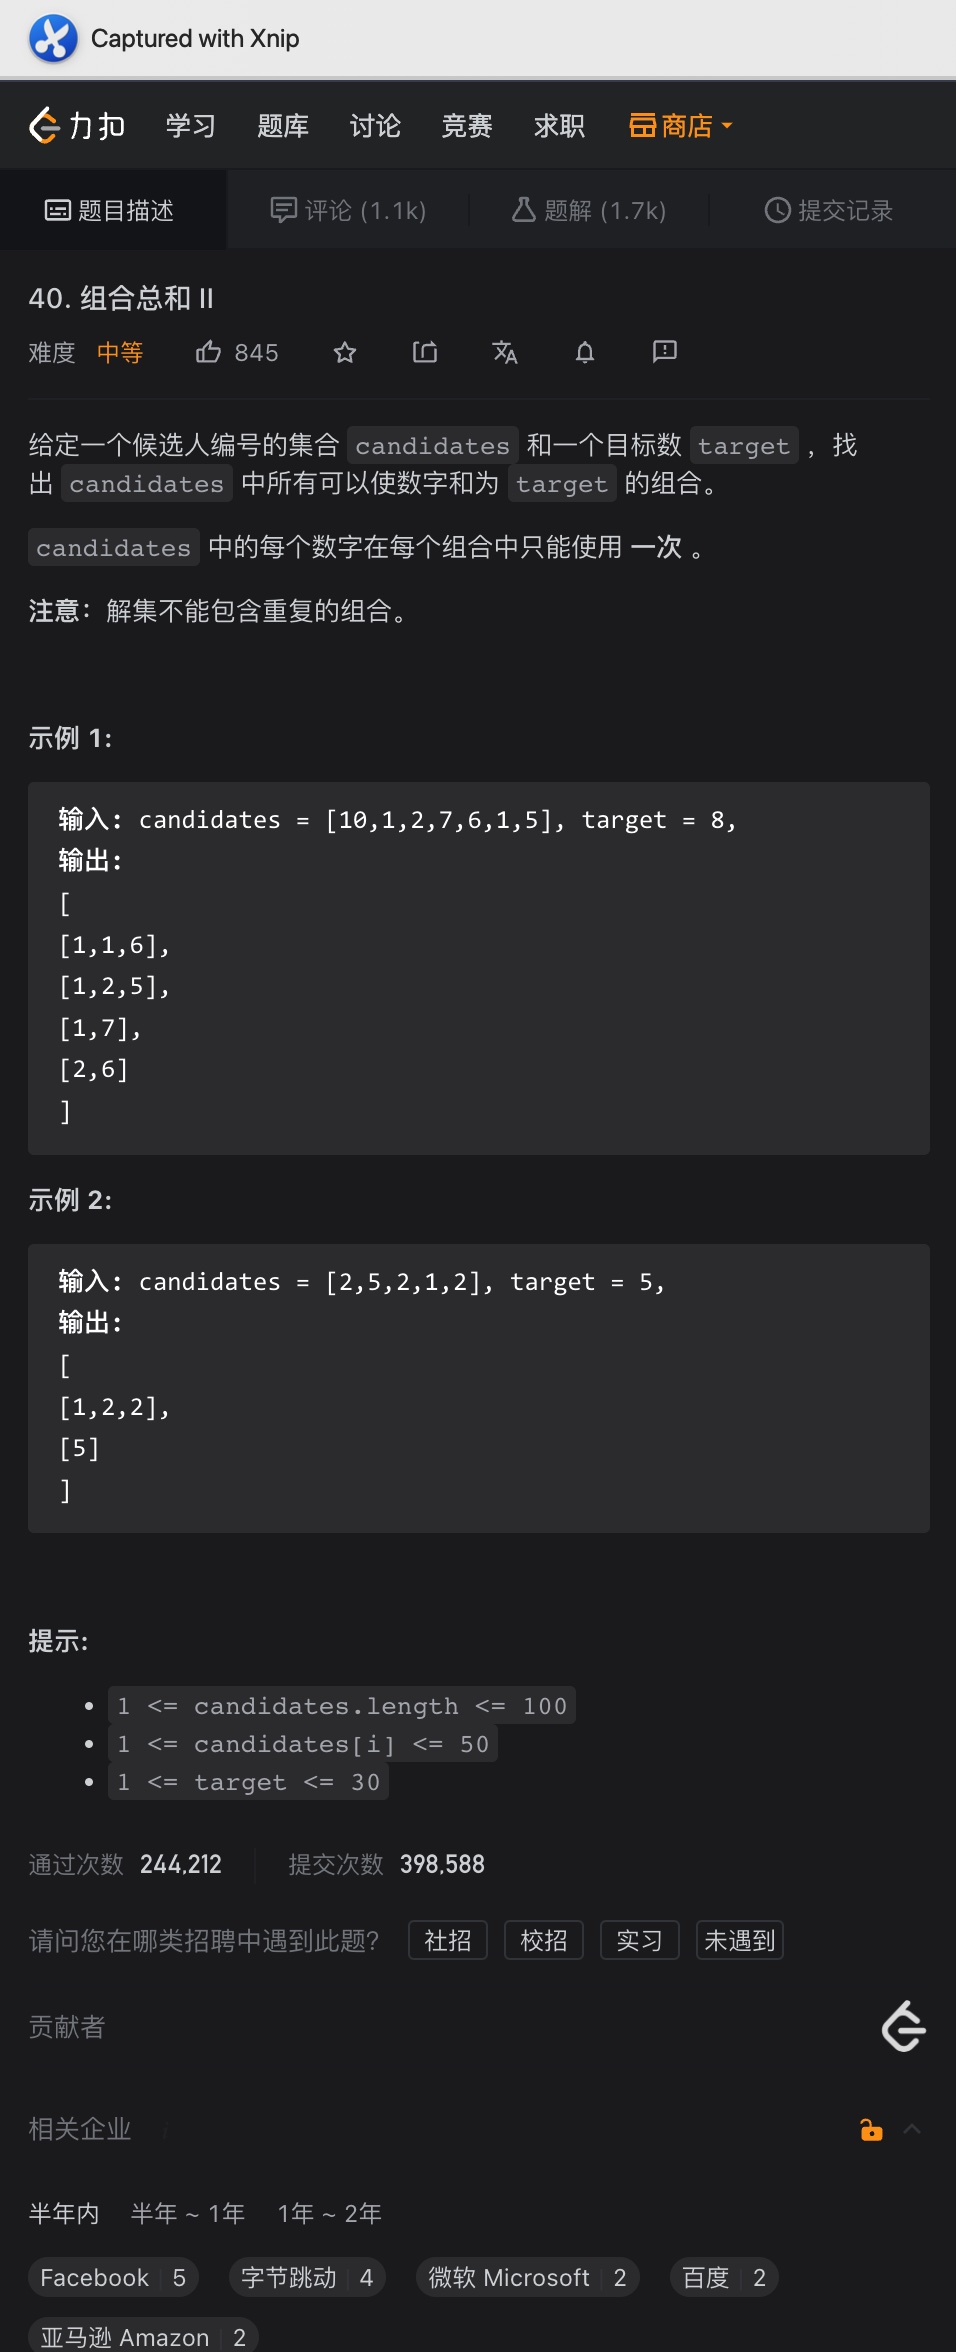 Captured with Xnip
力扣 学习 题库 讨论 竞赛 求职 商店
题目描述 评论 (1.1k) 题解 (1.7k) 提交记录
40. 组合总和 II
难度 中等 845
给定一个候选人编号的集合 candidates 和一个目标数 target ，找
出 candidates 中所有可以使数字和为 target 的组合。
candidates 中的每个数字在每个组合中只能使用 一次 。
注意：解集不能包含重复的组合。
示例 1:
输入: candidates = [10,1,2,7,6,1,5], target = 8,
输出:
[
[1,1,6],
[1,2,5],
[1,7],
[2,6]
]
示例 2:
输入: candidates = [2,5,2,1,2], target = 5,
输出:
[
[1,2,2],
[5]
]
提示:
1 <= candidates.length <= 100
1 <= candidates[i] <= 50
1 <= target <= 30
通过次数 244,212 提交次数 398,588
请问您在哪类招聘中遇到此题? 社招 校招 实习 未遇到
贡献者
相关企业
半年内 半年 ~ 1年 1年 ~ 2年
Facebook 5 字节跳动 4 微软 Microsoft 2 百度 2
亚马逊 Amazon 2